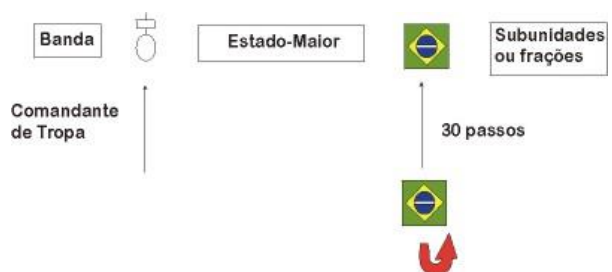 Banda
Estado-Maior
Subunidades
ou frações
Comandante
de Tropa
30 passos